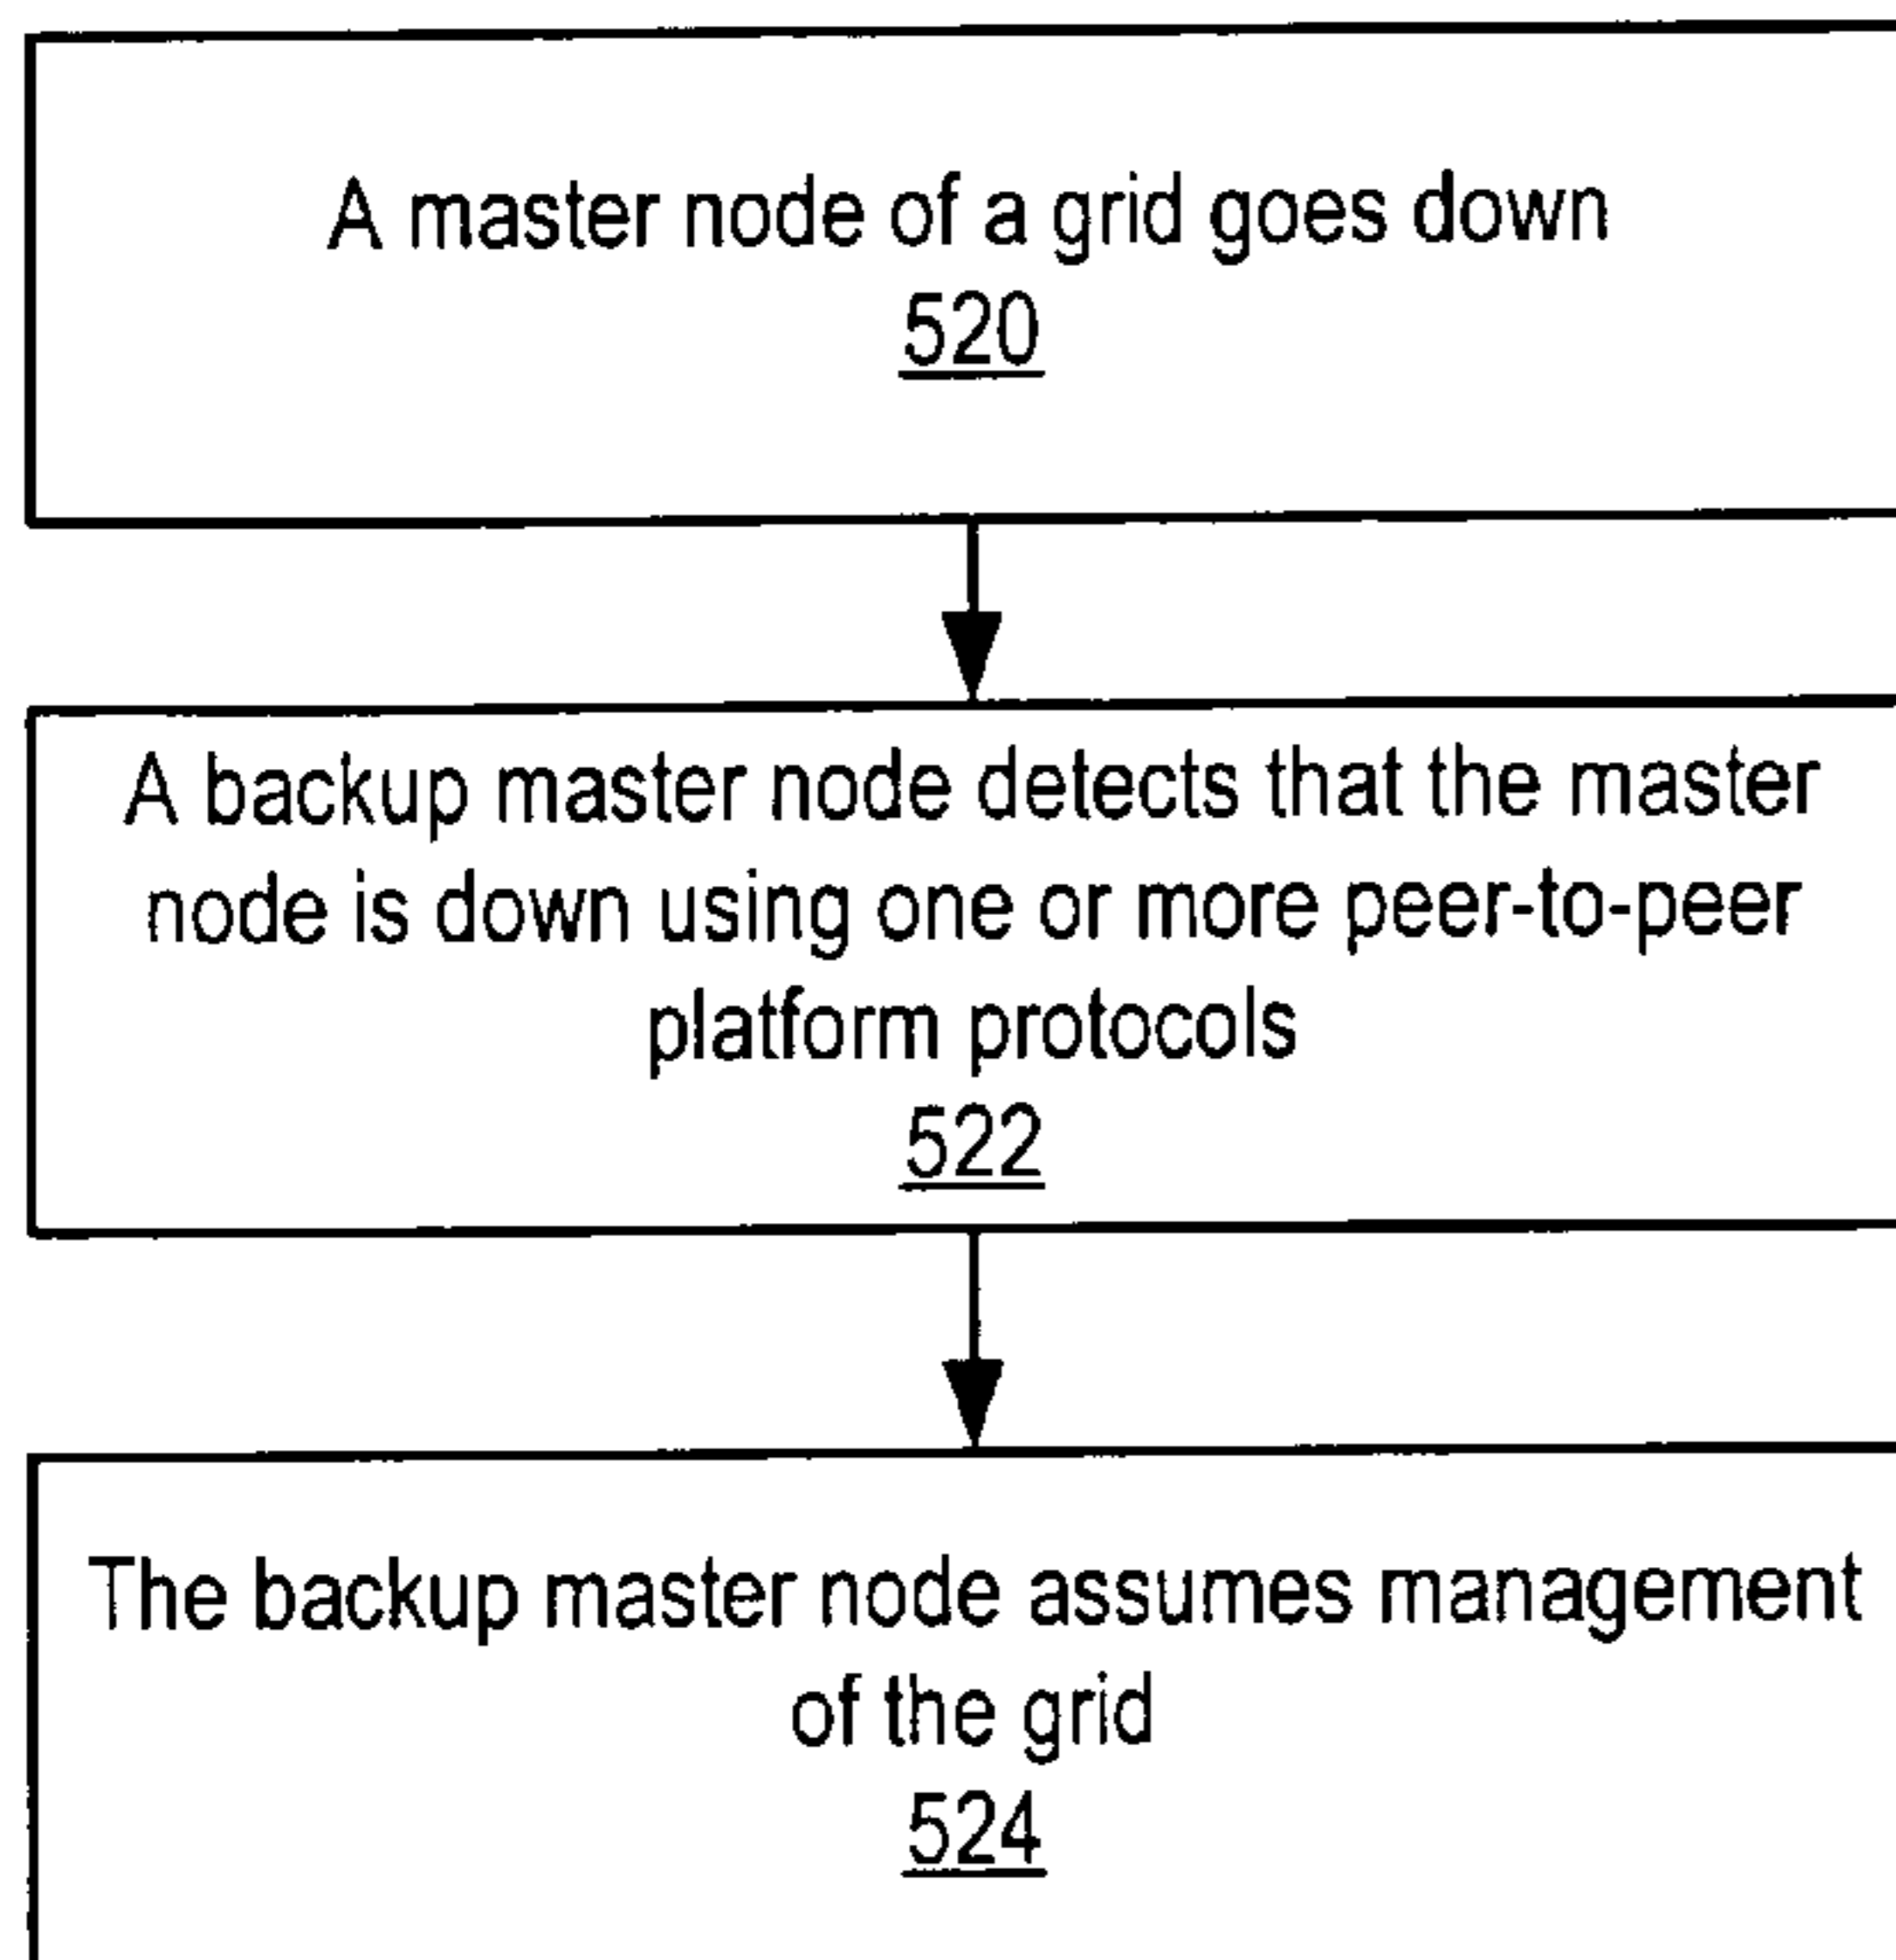 A master node of a grid goes down
520
A backup master node detects that the master
node is down using one or more peer-to-peer
platform protocols
522
The backup master node assumes management
of the grid
524